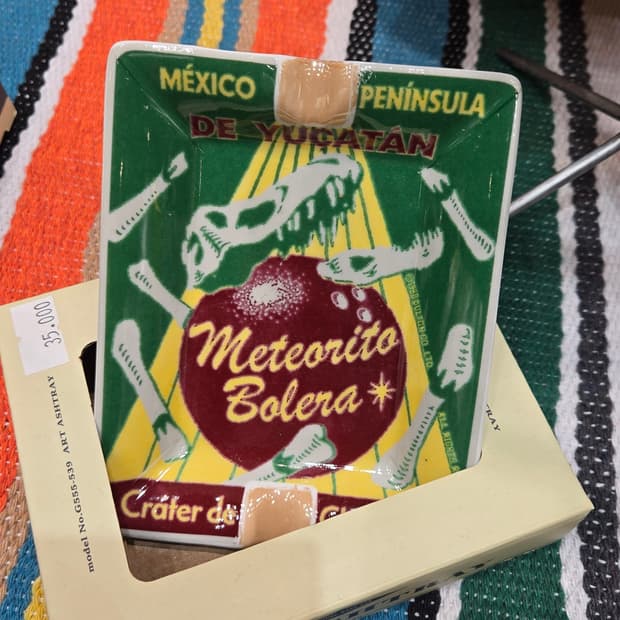 MÉXICO PENÍNSULA
DE YUCATÁN
Meteorito
Bolera
Cráter de
35.000
model No.G555-539 ART ASHTRAY